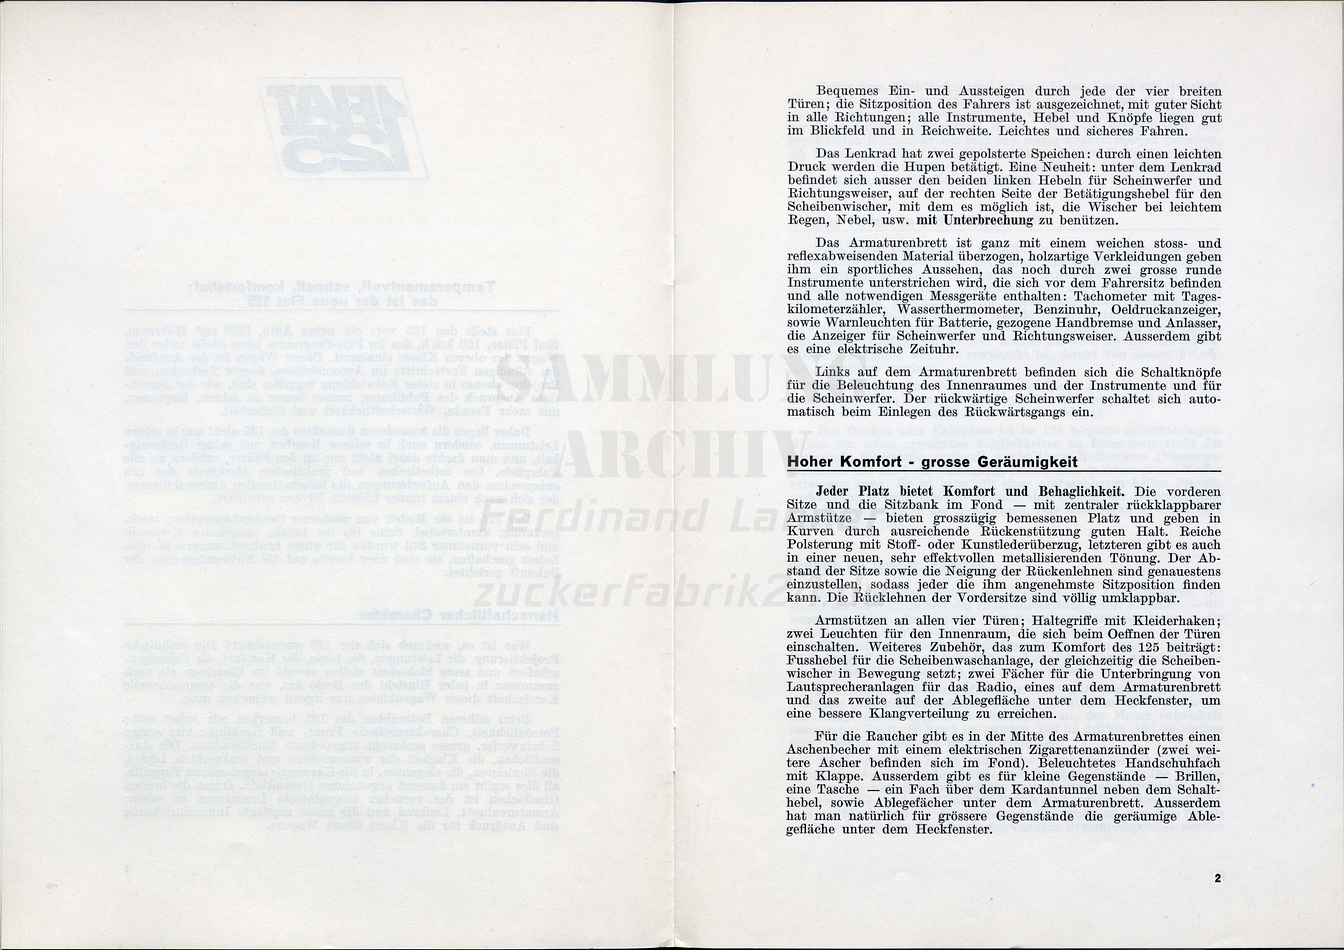 Bequemes Ein- und Aussteigen durch jede der vier breiten
Türen; die Sitzposition des Fahrers ist ausgezeichnet, mit guter Sicht
in alle Richtungen; alle Instrumente, Hebel und Knöpfe liegen gut
im Blickfeld und in Reichweite. Leichtes und sicheres Fahren.
Das Lenkrad hat zwei gepolsterte Speichen: durch einen leichten
Druck werden die Hupen betätigt. Eine Neuheit: unter dem Lenkrad
befindet sich ausser den beiden linken Hebeln für Scheinwerfer und
Richtungsweiser, auf der rechten Seite der Betätigungshebel für den
Scheibenwischer, mit dem es möglich ist, die Wischer bei leichtem
Regen, Nebel, usw. mit Unterbrechung zu benützen.
Das Armaturenbrett ist ganz mit einem weichen stoss- und
reflexabweisenden Material überzogen, holzartige Verkleidungen geben
ihm ein sportliches Aussehen, das noch durch zwei grosse runde
Instrumente unterstrichen wird, die sich vor dem Fahrersitz befinden
und alle notwendigen Messgeräte enthalten: Tachometer mit Tages-
kilometerzähler, Wasserthermometer, Benzinuhr, Oeldruckanzeiger,
sowie Warnleuchten für Batterie, gezogene Handbremse und Anlasser,
die Anzeiger für Scheinwerfer und Richtungsweiser. Ausserdem gibt
es eine elektrische Zeituhr.
Links auf dem Armaturenbrett befinden sich die Schaltknöpfe
für die Beleuchtung des Innenraumes und der Instrumente und für
die Scheinwerfer. Der rückwärtige Scheinwerfer schaltet sich auto-
matisch beim Einlegen des Rückwärtsgangs ein.
Hoher Komfort - grosse Geräumigkeit
Jeder Platz bietet Komfort und Behaglichkeit. Die vorderen
Sitze und die Sitzbank im Fond — mit zentraler rückklappbarer
Armstütze — bieten grosszügig bemessenen Platz und geben in
Kurven durch ausreichende Rückenstützung guten Halt. Reiche
Polsterung mit Stoff- oder Kunstlederüberzug, letzteren gibt es auch
in einer neuen, sehr effektvollen metallisierenden Tönung. Der Ab-
stand der Sitze sowie die Neigung der Rückenlehnen sind genauestens
einzustellen, sodass jeder die ihm angenehmste Sitzposition finden
kann. Die Rücklehnen der Vordersitze sind völlig umklappbar.
Armstützen an allen vier Türen; Haltegriffe mit Kleiderhaken;
zwei Leuchten für den Innenraum, die sich beim Oeffnen der Türen
einschalten. Weiteres Zubehör, das zum Komfort des 125 beiträgt:
Fusshebel für die Scheibenwaschanlage, der gleichzeitig die Scheiben-
wischer in Bewegung setzt; zwei Fächer für die Unterbringung von
Lautsprecheranlagen für das Radio, eines auf dem Armaturenbrett
und das zweite auf der Ablegefläche unter dem Heckfenster, um
eine bessere Klangverteilung zu erreichen.
Für die Raucher gibt es in der Mitte des Armaturenbrettes einen
Aschenbecher mit einem elektrischen Zigarettenanzünder (zwei wei-
tere Ascher befinden sich im Fond). Beleuchtetes Handschuhfach
mit Klappe. Ausserdem gibt es für kleine Gegenstände — Brillen,
eine Tasche — ein Fach über dem Kardantunnel neben dem Schalt-
hebel, sowie Ablegefächer unter dem Armaturenbrett. Ausserdem
hat man natürlich für grössere Gegenstände die geräumige Able-
gefläche unter dem Heckfenster.
2
SAMMLUNG
ARCHIV
Ferdinand